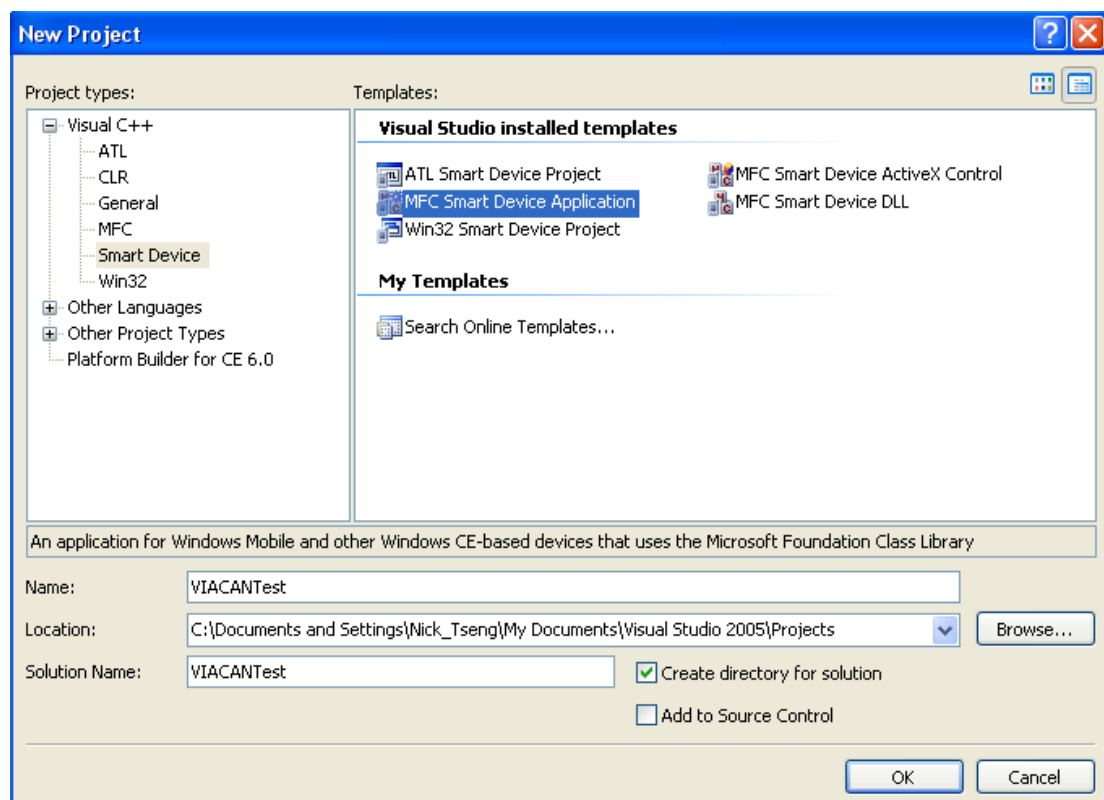 New Project
Project types:
Templates:
Visual C++
ATL
CLR
General
MFC
Smart Device
Win32
Other Languages
Other Project Types
Platform Builder for CE 6.0
Visual Studio installed templates
ATL Smart Device Project
MFC Smart Device ActiveX Control
MFC Smart Device Application
MFC Smart Device DLL
Win32 Smart Device Project
My Templates
Search Online Templates...
An application for Windows Mobile and other Windows CE-based devices that uses the Microsoft Foundation Class Library
Name:
VIACANTest
Location:
C:\Documents and Settings\Nick_Tseng\My Documents\Visual Studio 2005\Projects
Browse...
Solution Name:
VIACANTest
Create directory for solution
Add to Source Control
OK
Cancel